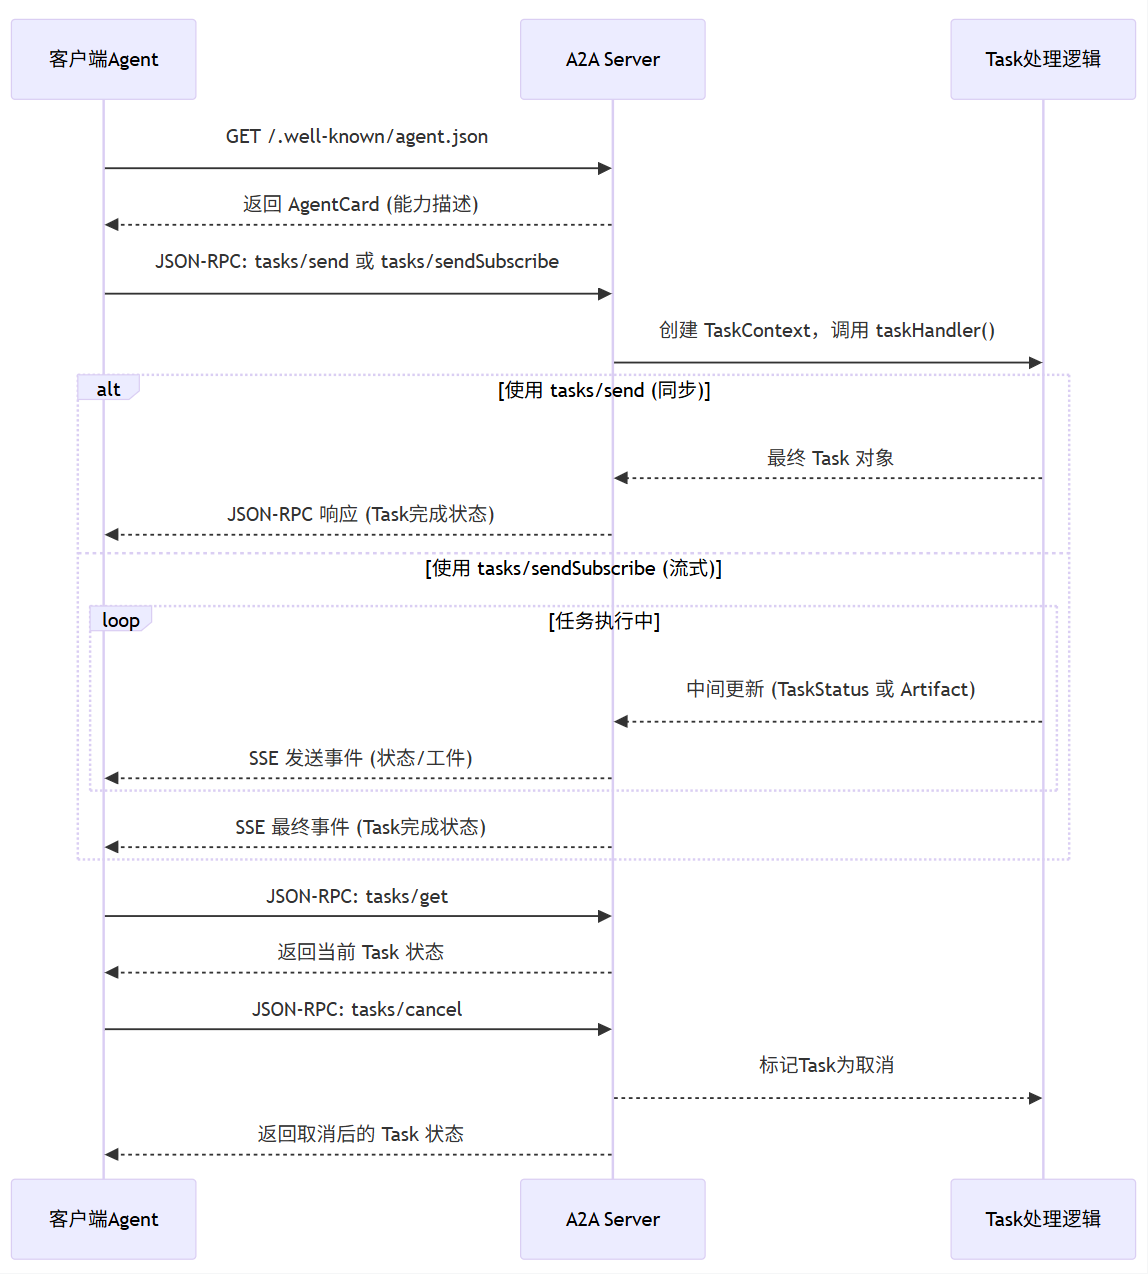 客户端Agent
A2A Server
Task处理逻辑
GET /.well-known/agent.json
返回 AgentCard (能力描述)
JSON-RPC: tasks/send 或 tasks/sendSubscribe
创建 TaskContext，调用 taskHandler()
alt
[使用 tasks/send (同步)]
最终 Task 对象
JSON-RPC 响应 (Task完成状态)
[使用 tasks/sendSubscribe (流式)]
loop
[任务执行中]
中间更新 (TaskStatus 或 Artifact)
SSE 发送事件 (状态/工件)
SSE 最终事件 (Task完成状态)
JSON-RPC: tasks/get
返回当前 Task 状态
JSON-RPC: tasks/cancel
标记Task为取消
返回取消后的 Task 状态
客户端Agent
A2A Server
Task处理逻辑